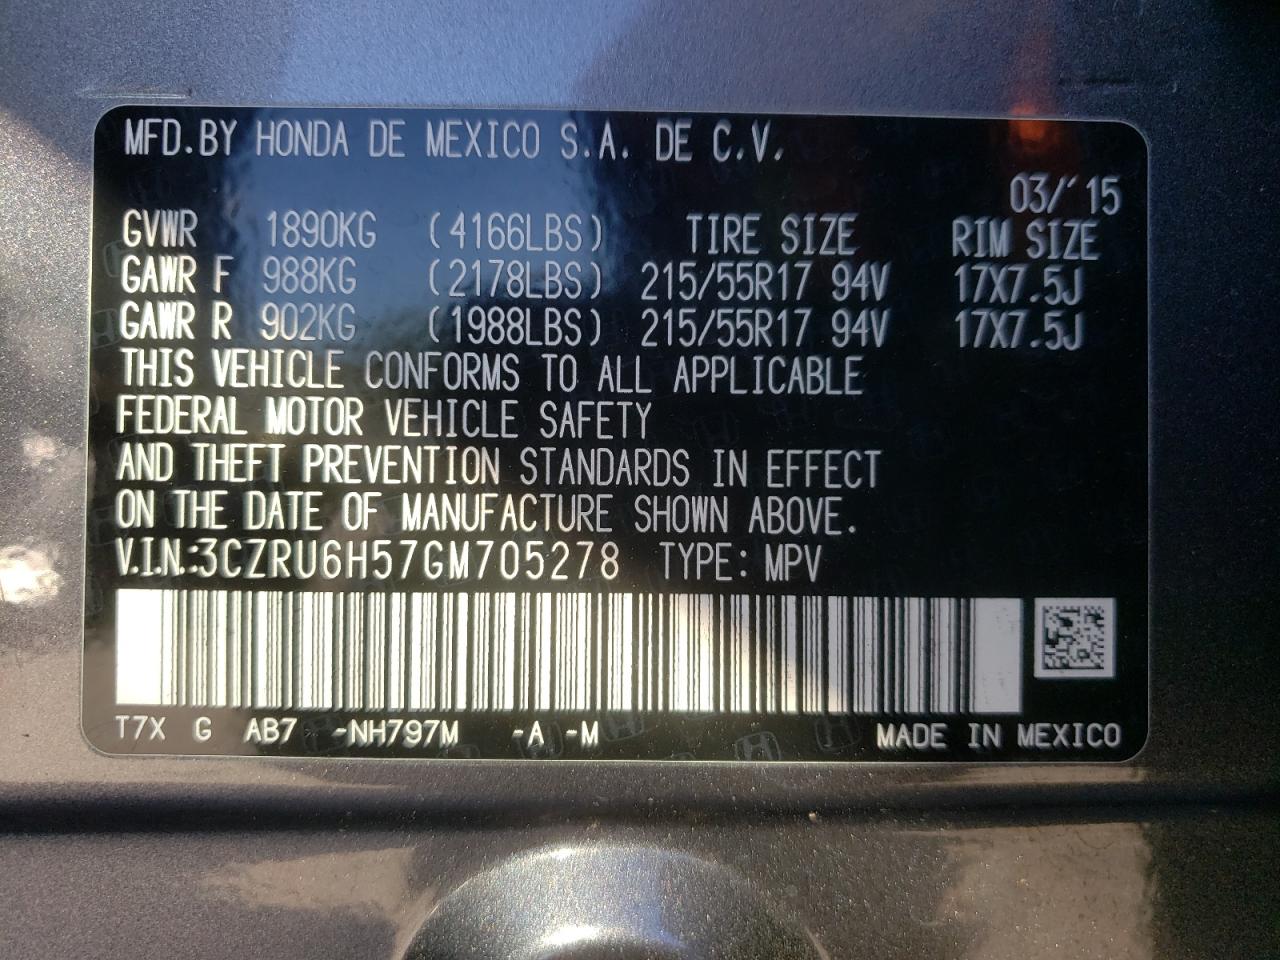 MFD.BY HONDA DE MEXICO S.A. DE C.V.
03/'15
GVWR 1890KG (4166LBS) TIRE SIZE RIM SIZE
GAWR F 988KG (2178LBS) 215/55R17 94V 17X7.5J
GAWR R 902KG (1988LBS) 215/55R17 94V 17X7.5J
THIS VEHICLE CONFORMS TO ALL APPLICABLE
FEDERAL MOTOR VEHICLE SAFETY
AND THEFT PREVENTION STANDARDS IN EFFECT
ON THE DATE OF MANUFACTURE SHOWN ABOVE.
V.I.N.:3CZRU6H57GM705278 TYPE: MPV
T7X G AB7 -NH797M -A -M MADE IN MEXICO